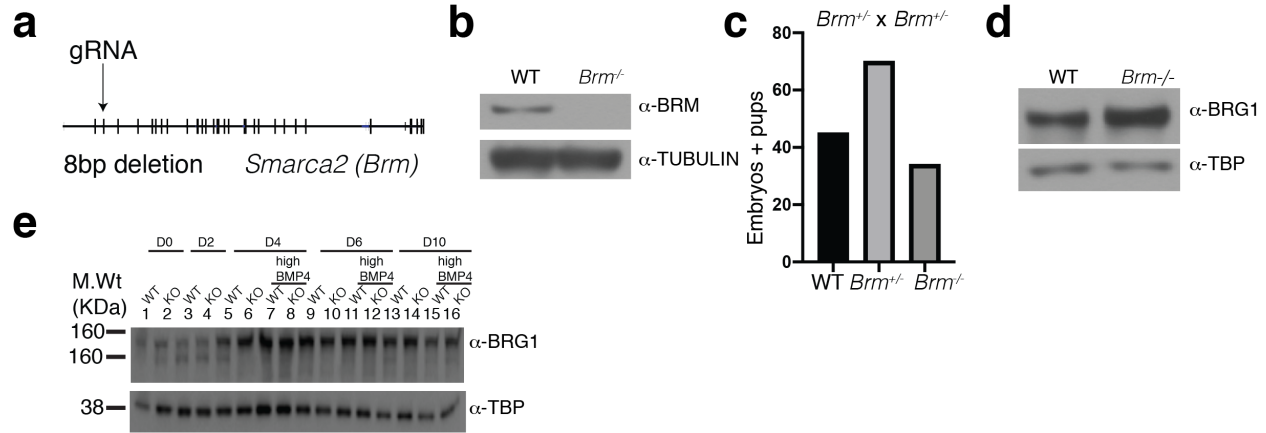 a
gRNA
8bp deletion
Smarca2 (Brm)
b
WT Brm-/-
α-BRM
α-TUBULIN
c
Brm+/- x Brm+/-
Embryos + pups
80
60
40
20
0
WT Brm+/- Brm-/-
d
WT Brm-/-
α-BRG1
α-TBP
e
D0 D2 D4 D6 D10
high BMP4 high BMP4 high BMP4
M.Wt
(KDa)
WT KO WT KO WT KO WT KO WT KO WT KO WT KO WT KO
1 2 3 4 5 6 7 8 9 10 11 12 13 14 15 16
160
160
38
α-BRG1
α-TBP